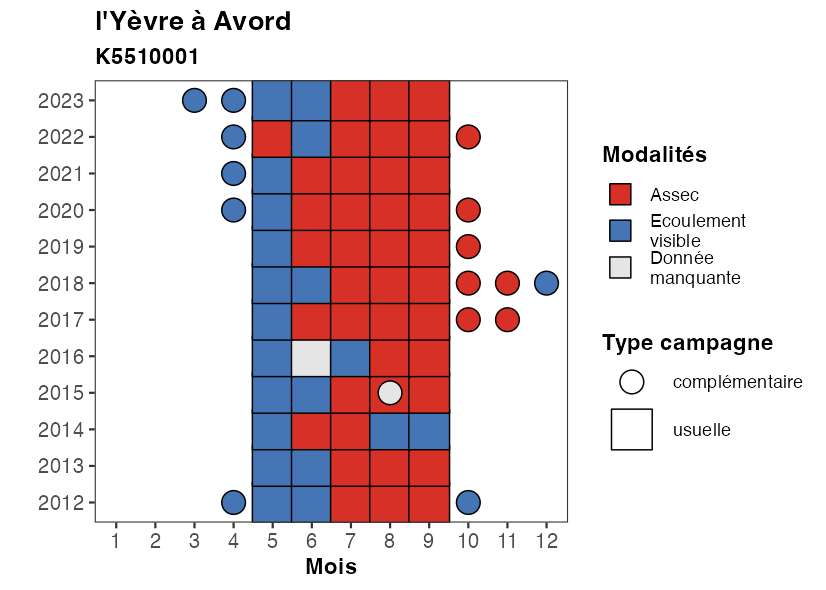 l'Yèvre à Avord
K5510001
2023
2022
2021
2020
2019
2018
2017
2016
2015
2014
2013
2012
1 2 3 4 5 6 7 8 9 10 11 12
Mois
Modalités
Assec
Ecoulement
visible
Donnée
manquante
Type campagne
complémentaire
usuelle